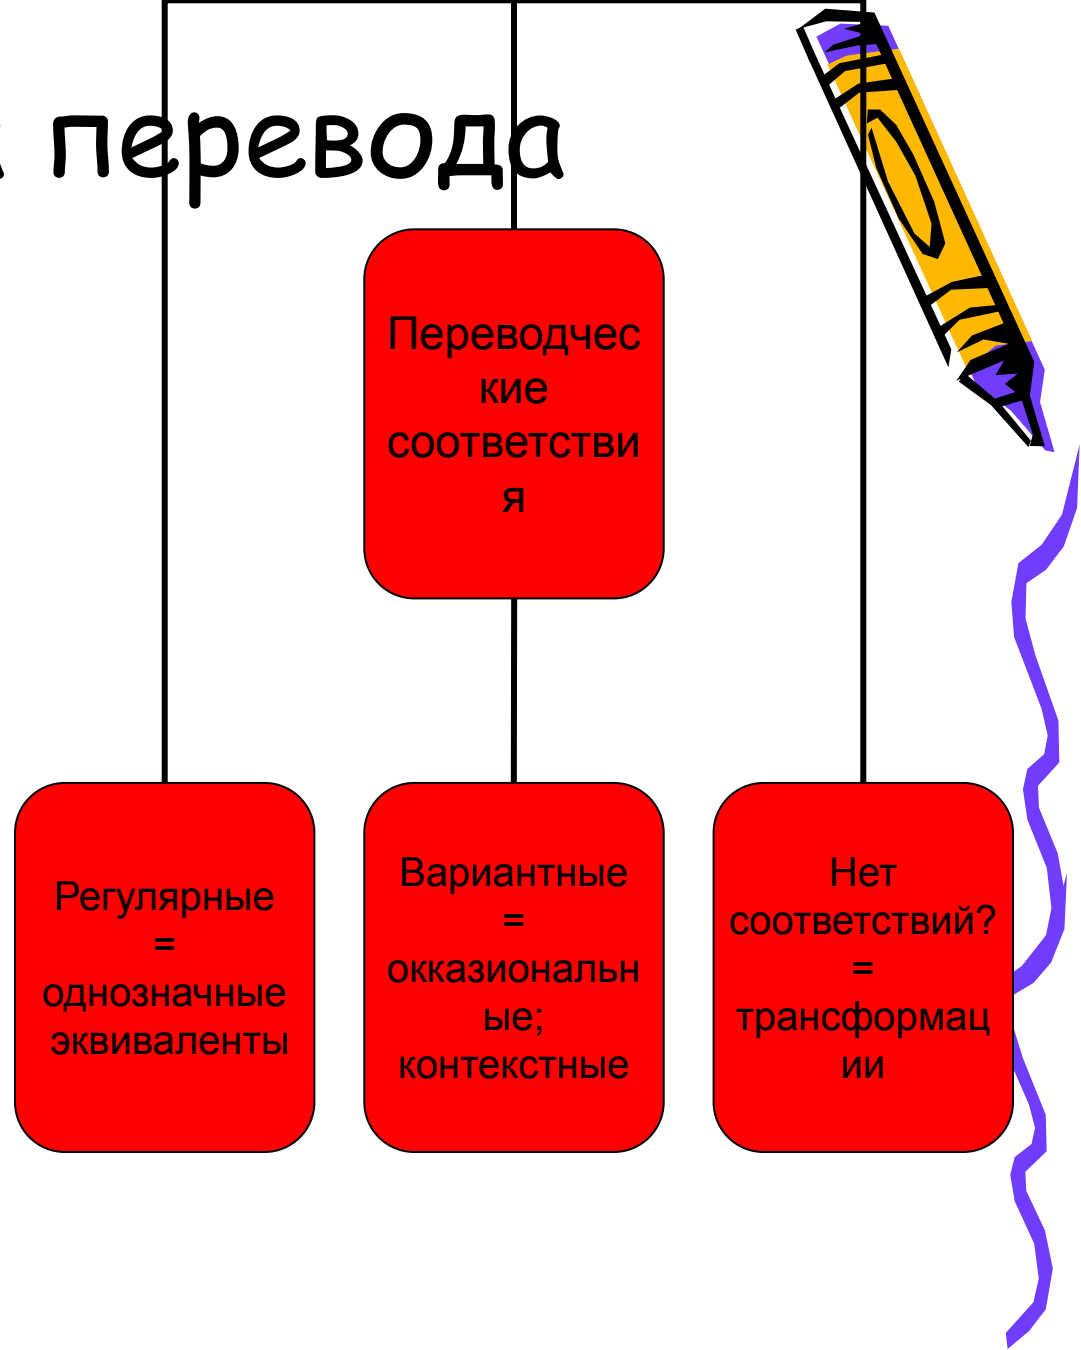 перевода
Переводчес
кие
соответстви
я
Регулярные
=
однозначные
эквиваленты
Вариантные
=
окказиональн
ые;
контекстные
Нет
соответствий?
=
трансформац
ии